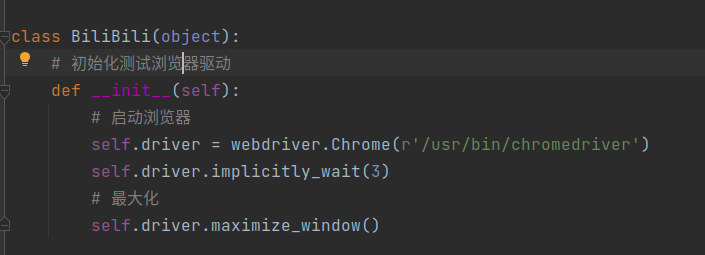 class BiliBili(object):
# 初始化测试浏览器驱动
def __init__(self):
# 启动浏览器
self.driver = webdriver.Chrome(r'/usr/bin/chromedriver')
self.driver.implicitly_wait(3)
# 最大化
self.driver.maximize_window()